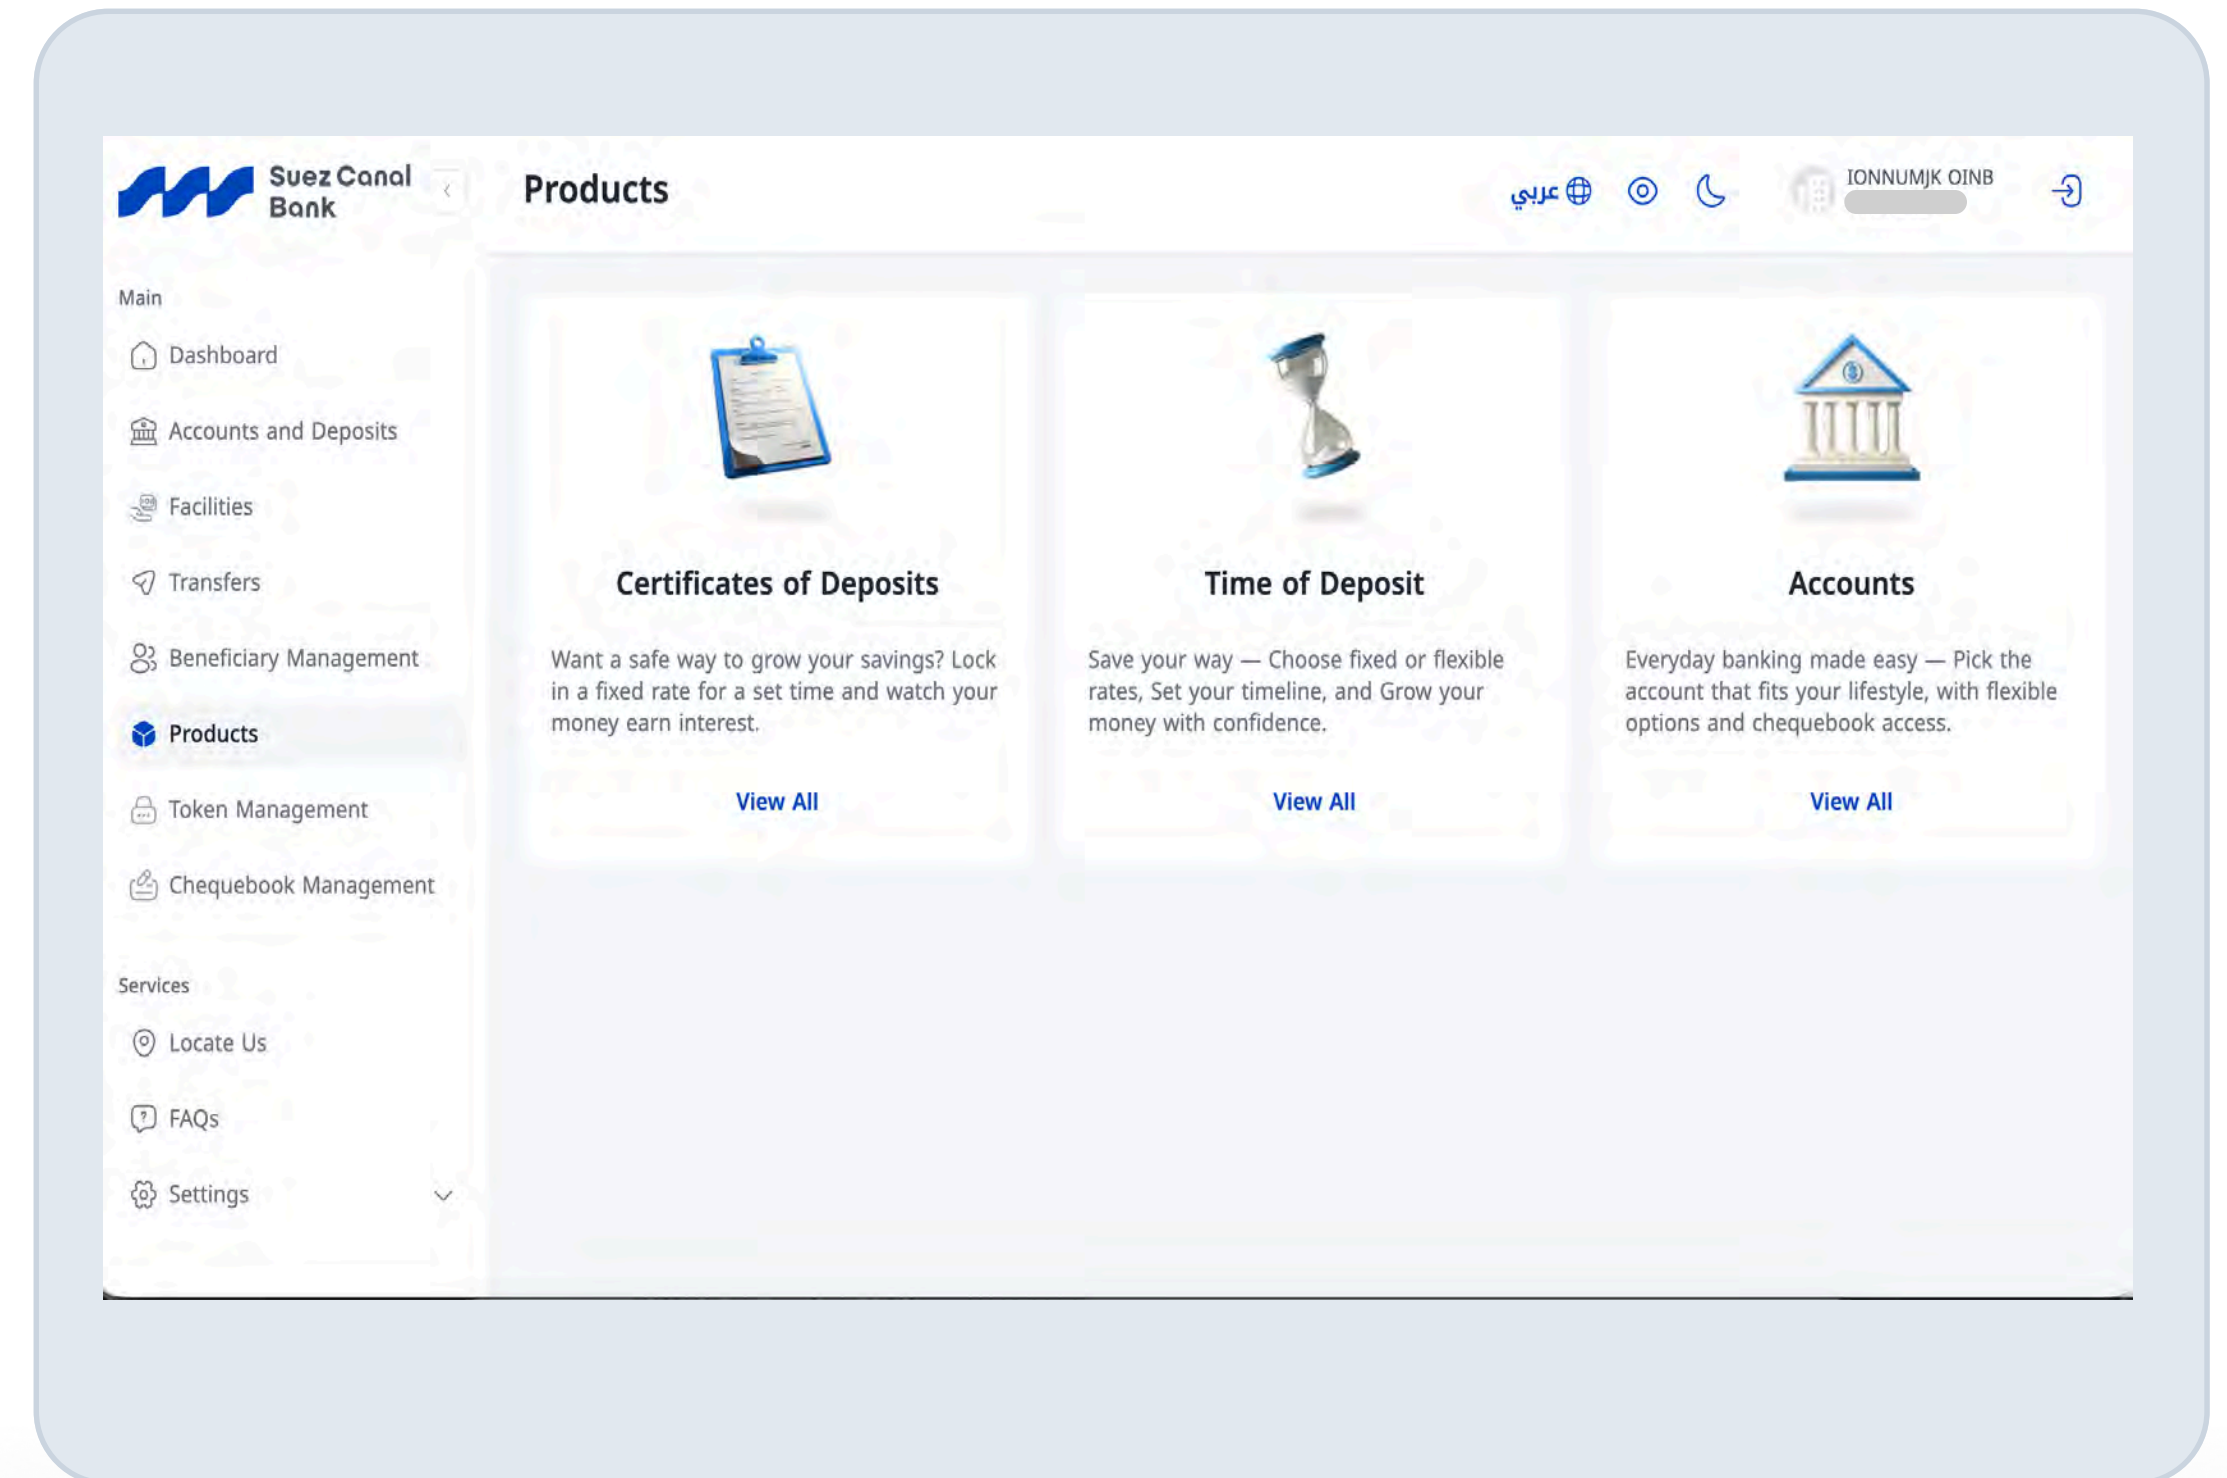 Suez Canal
Bank
Products
عربي
IONNUMJK OINB
Main
Dashboard
Accounts and Deposits
Facilities
Transfers
Beneficiary Management
Products
Token Management
Chequebook Management
Services
Locate Us
FAQs
Settings
Certificates of Deposits
Want a safe way to grow your savings? Lock
in a fixed rate for a set time and watch your
money earn interest.
View All
Time of Deposit
Save your way — Choose fixed or flexible
rates, Set your timeline, and Grow your
money with confidence.
View All
Accounts
Everyday banking made easy — Pick the
account that fits your lifestyle, with flexible
options and chequebook access.
View All